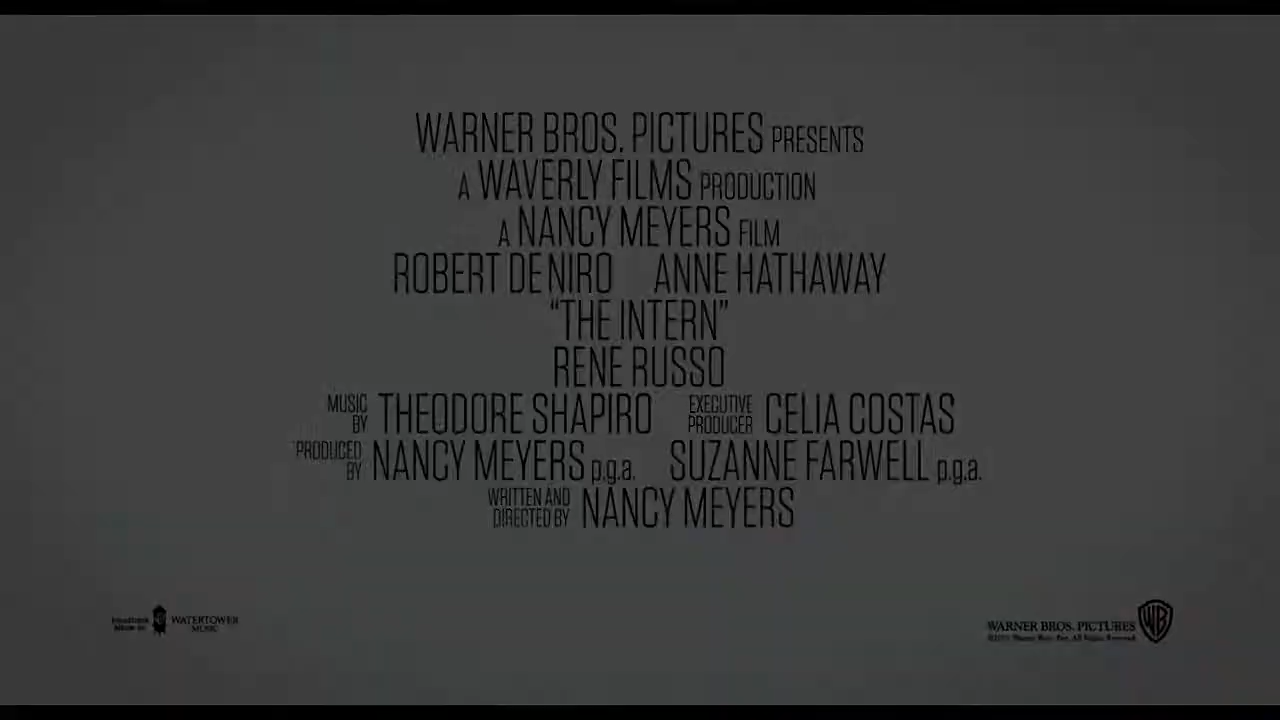 WARNER BROS. PICTURES PRESENTS
A WAVERLY FILMS PRODUCTION
A NANCY MEYERS FILM
ROBERT DE NIRO ANNE HATHAWAY
“THE INTERN”
RENE RUSSO
MUSIC BY THEODORE SHAPIRO EXECUTIVE PRODUCER CELIA COSTAS
PRODUCED BY NANCY MEYERS p.g.a. SUZANNE FARWELL p.g.a.
WRITTEN AND DIRECTED BY NANCY MEYERS
WATERTOWER
MUSIC
WARNER BROS. PICTURES
WB